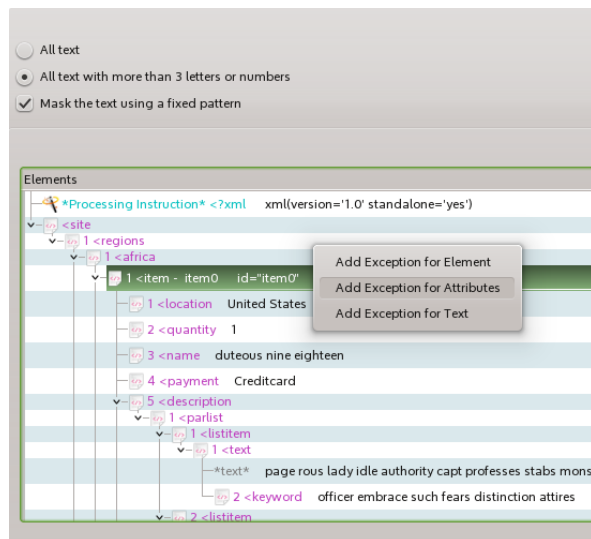 All text
All text with more than 3 letters or numbers
Mask the text using a fixed pattern
Elements
*Processing Instruction* <?xml xml(version='1.0' standalone='yes')
<site
1 <regions
1 <africa
1 <item - item0 id="item0"
Add Exception for Element
Add Exception for Attributes
Add Exception for Text
1 <location United States
2 <quantity 1
3 <name duteous nine eighteen
4 <payment Creditcard
5 <description
1 <parlist
1 <listitem
1 <text
*text* page rous lady idle authority capt professes stabs mons
2 <keyword officer embrace such fears distinction attires
2 <listitem